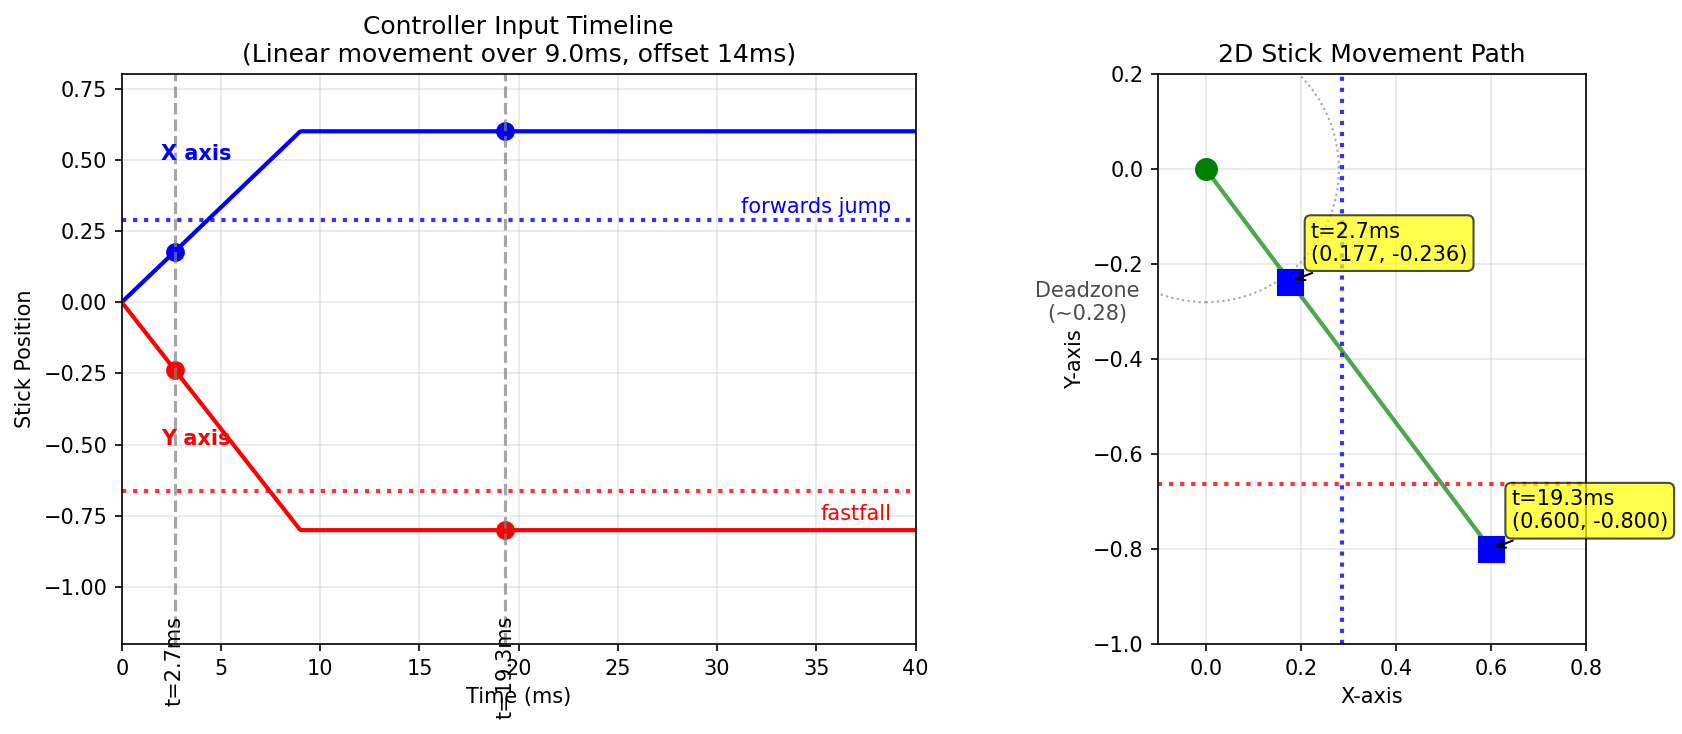 Controller Input Timeline
(Linear movement over 9.0ms, offset 14ms)
Stick Position
0.75
0.50
0.25
0.00
−0.25
−0.50
−0.75
−1.00
X axis
Y axis
forwards jump
fastfall
t=2.7ms
t=19.3ms
0 5 10 15 20 25 30 35 40
Time (ms)
2D Stick Movement Path
Y-axis
0.2
0.0
−0.2
−0.4
−0.6
−0.8
−1.0
Deadzone
(~0.28)
t=2.7ms
(0.177, -0.236)
t=19.3ms
(0.600, -0.800)
0.0 0.2 0.4 0.6 0.8
X-axis